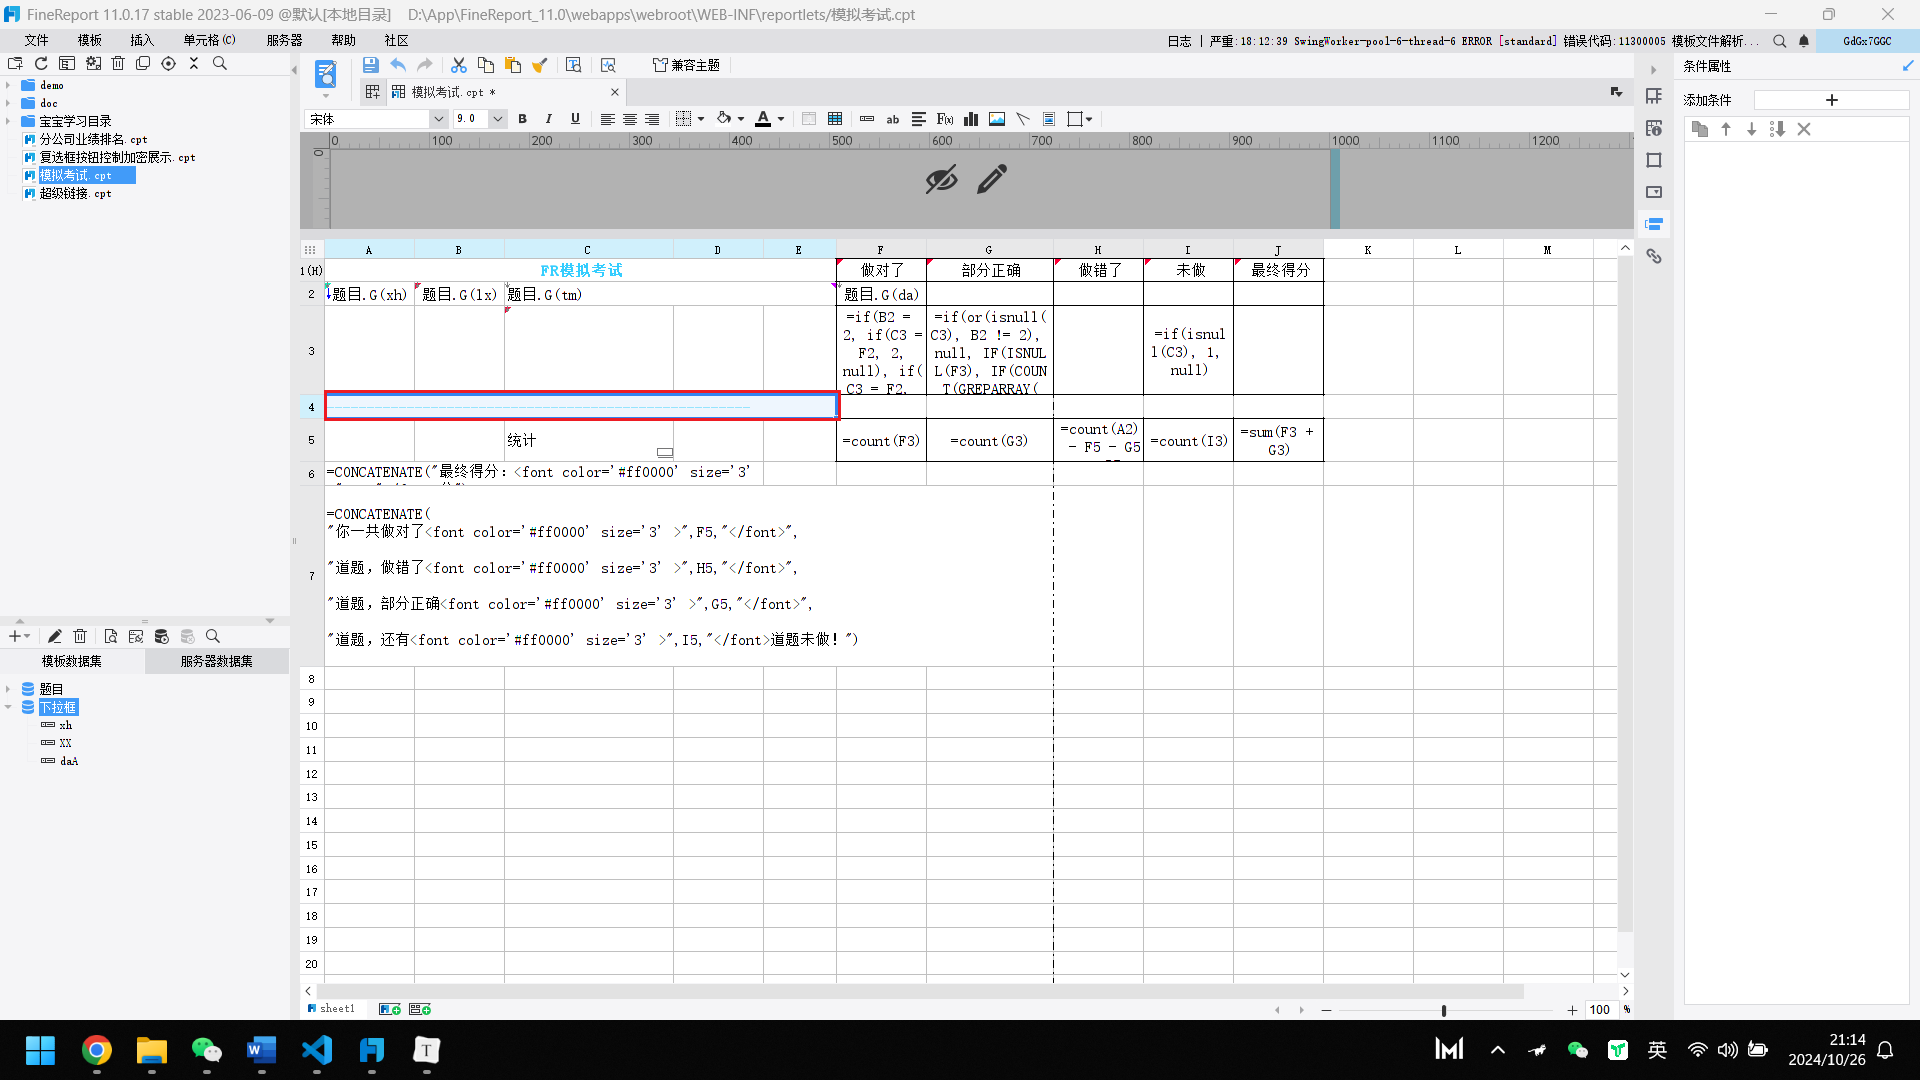 FineReport 11.0.17 stable 2023-06-09 @默认[本地目录] D:\App\FineReport_11.0\webapps\webroot\WEB-INF\reportlets/模拟考试.cpt
文件 模板 插入 单元格(C) 服务器 帮助 社区
日志 | 严重:18:12:39 SwingWorker-pool-6-thread-6 ERROR [standard] 错误代码:11300005 模板文件解析... GdGx7GGC
兼容主题
模拟考试.cpt *
宋体 9.0
demo
doc
宝宝学习目录
分公司业绩排名.cpt
复选框按钮控制加密展示.cpt
模拟考试.cpt
超级链接.cpt
0 100 200 300 400 500 600 700 800 900 1000 1100 1200
0
A B C D E F G H I J K L M
1(H) FR模拟考试 做对了 部分正确 做错了 未做 最终得分
2 题目.G(xh) 题目.G(lx) 题目.G(tm) 题目.G(da)
3
=if(B2 =
2, if(C3 =
F2, 2,
null), if(
C3 = F2,
=if(or(isnull(
C3), B2 != 2),
null, IF(ISNUL
L(F3), IF(COUN
T(GREPARRAY(
=if(isnul
l(C3), 1,
null)
4
5 统计 =count(F3) =count(G3)
=count(A2)
- F5 - G5
=count(I3)
=sum(F3 +
G3)
6 =CONCATENATE("最终得分：<font color='#ff0000' size='3'
7
=CONCATENATE(
"你一共做对了<font color='#ff0000' size='3' >",F5,"</font>",
"道题，做错了<font color='#ff0000' size='3' >",H5,"</font>",
"道题，部分正确<font color='#ff0000' size='3' >",G5,"</font>",
"道题，还有<font color='#ff0000' size='3' >",I5,"</font>道题未做！")
8
9
10
11
12
13
14
15
16
17
18
19
20
模板数据集 服务器数据集
题目
下拉框
xh
XX
daA
sheet1
100 %
条件属性
添加条件
英
21:14
2024/10/26